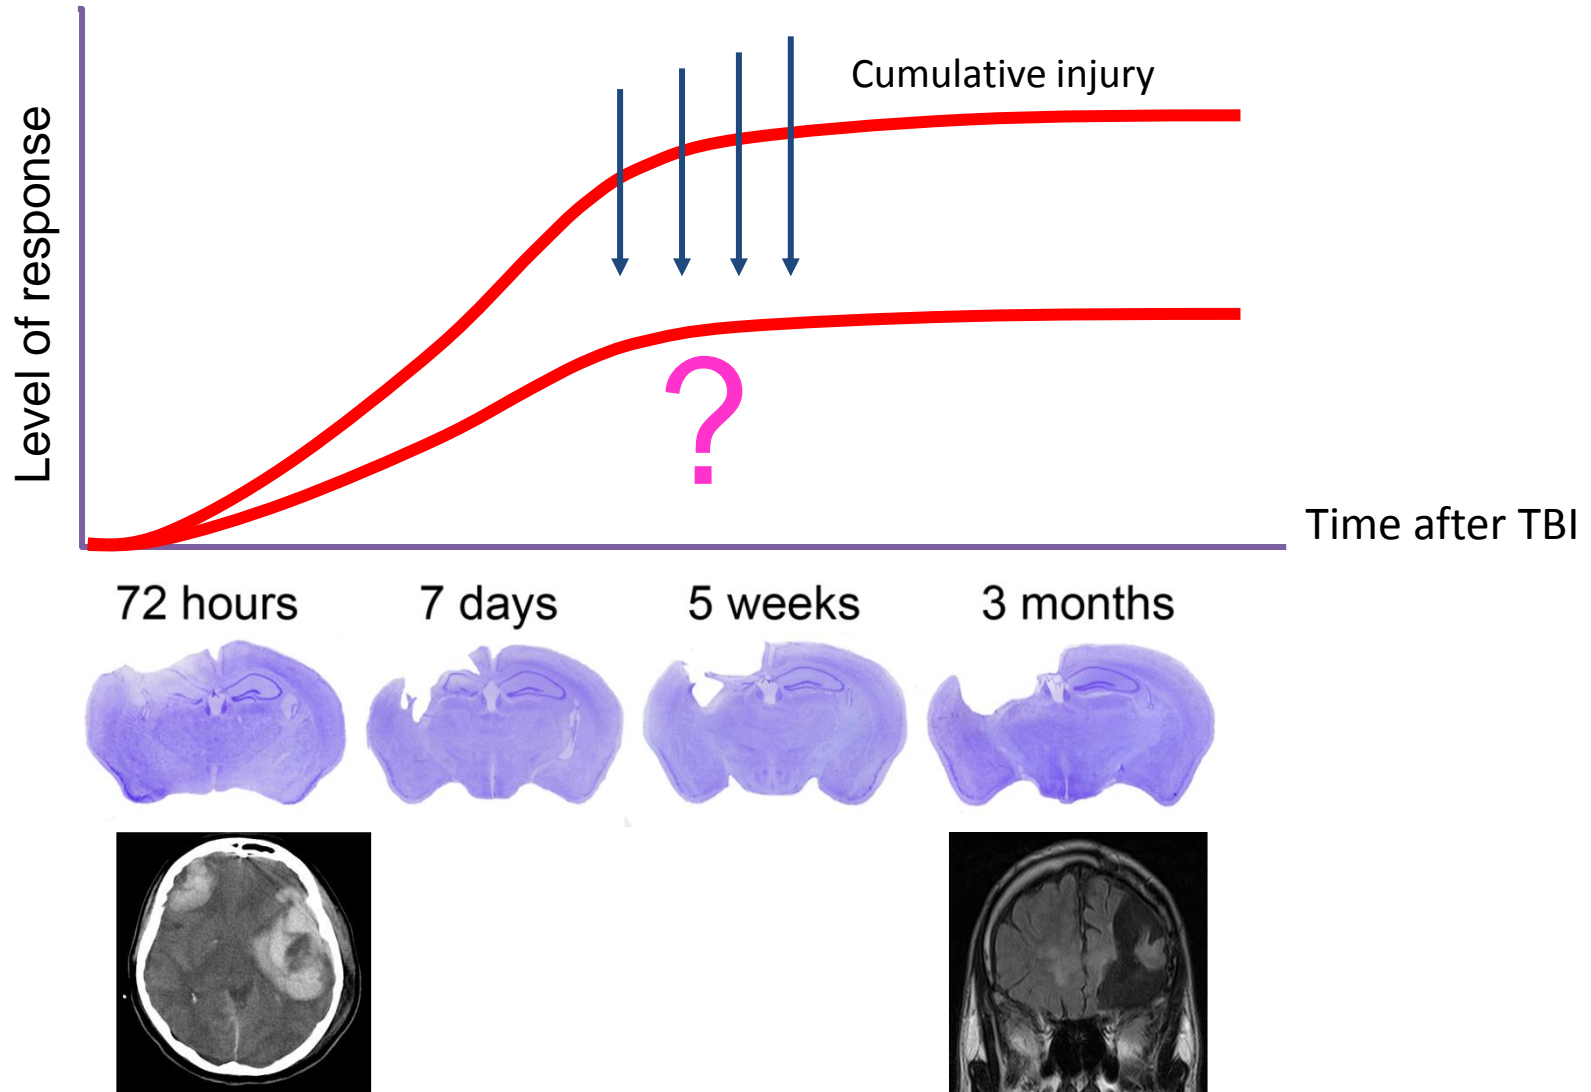 Cumulative injury
Level of response
?
Time after TBI
72 hours
7 days
5 weeks
3 months